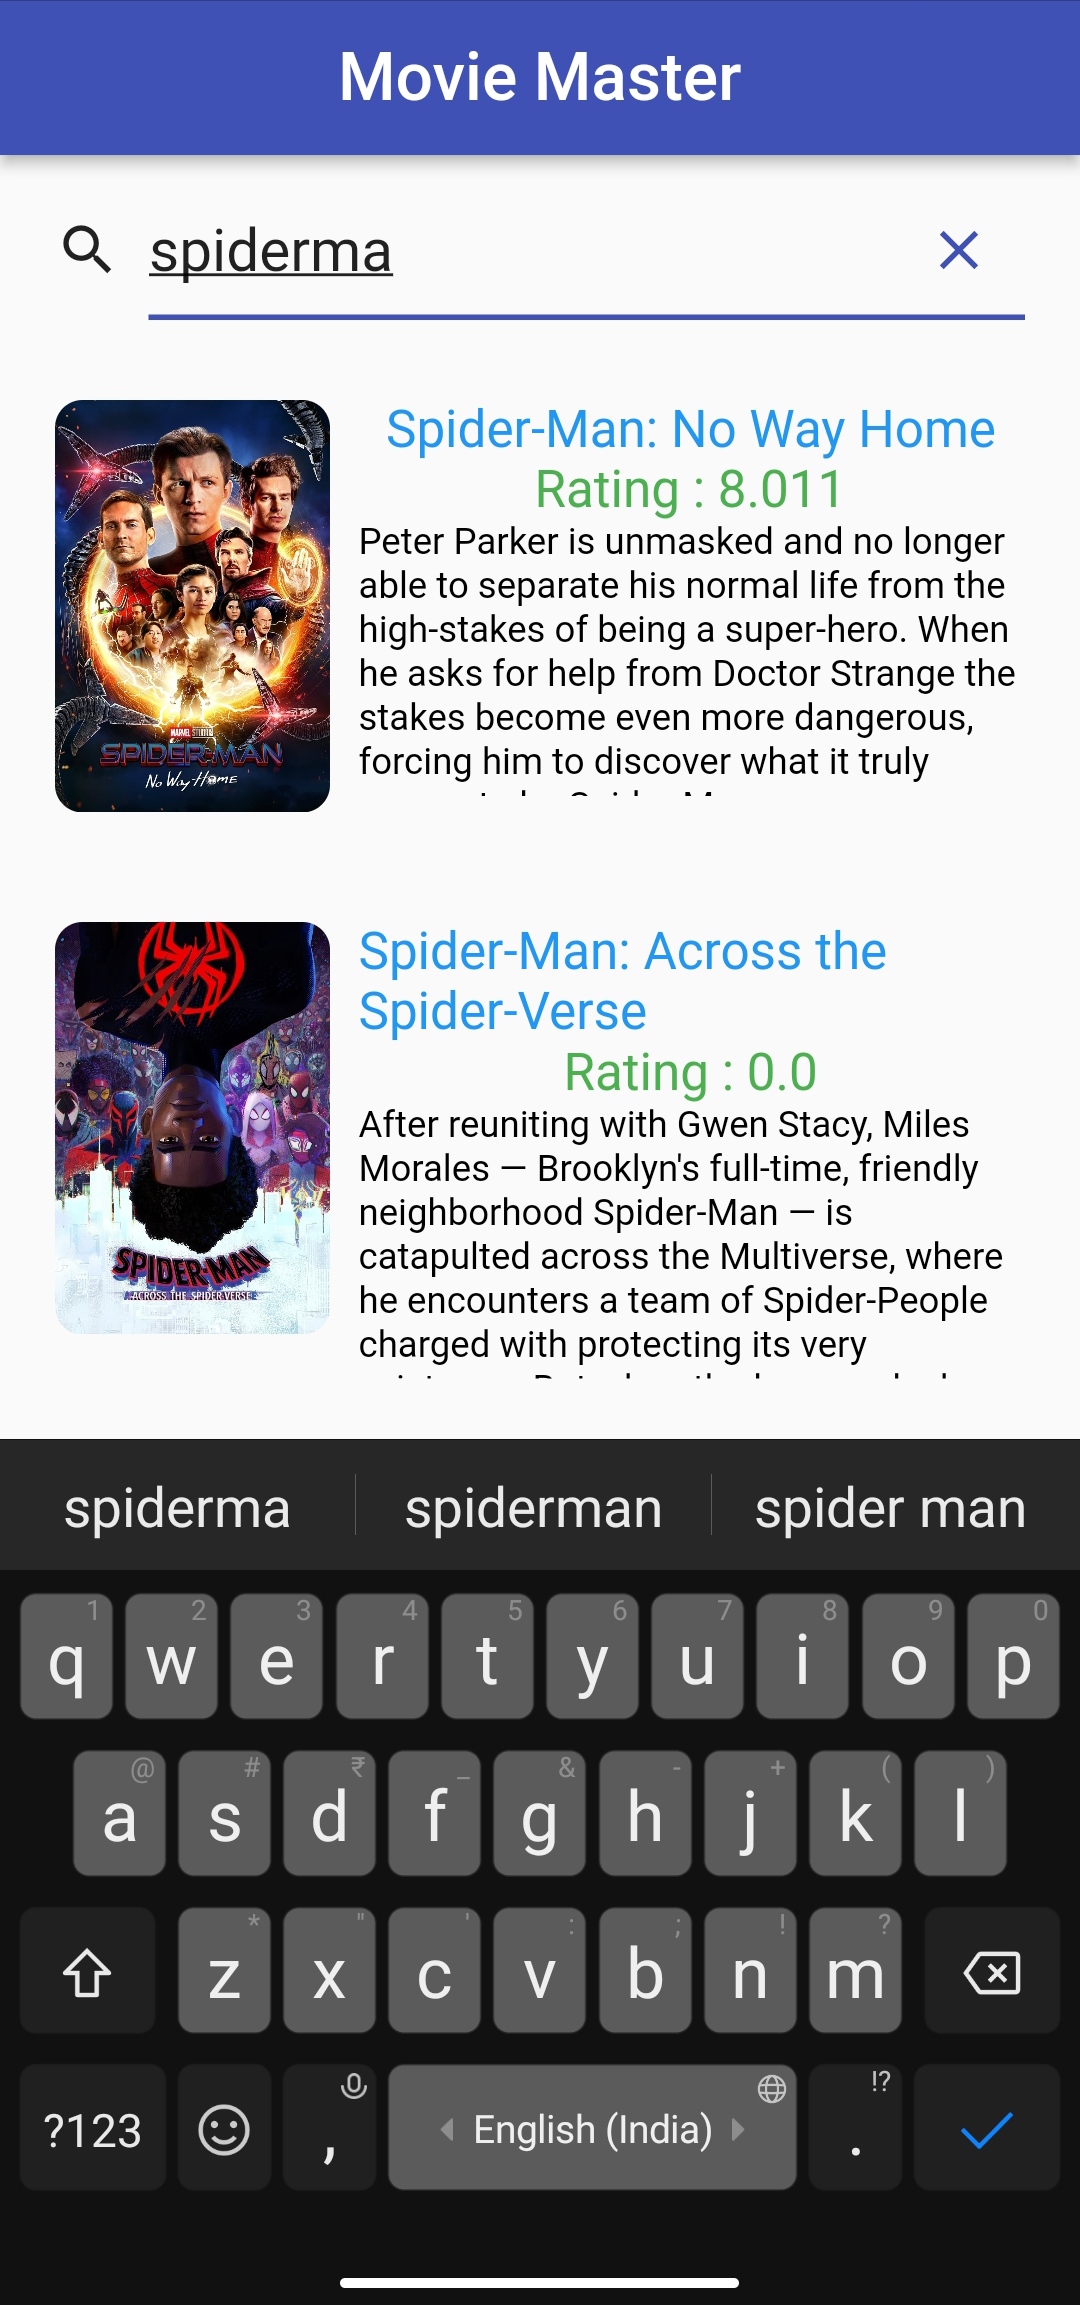 Movie Master
spiderma
Spider-Man: No Way Home
Rating : 8.011
Peter Parker is unmasked and no longer
able to separate his normal life from the
high-stakes of being a super-hero. When
he asks for help from Doctor Strange the
stakes become even more dangerous,
forcing him to discover what it truly
MARVEL STUDIOS
SPIDER-MAN
No Way Home
Spider-Man: Across the
Spider-Verse
Rating : 0.0
After reuniting with Gwen Stacy, Miles
Morales — Brooklyn's full-time, friendly
neighborhood Spider-Man — is
catapulted across the Multiverse, where
he encounters a team of Spider-People
charged with protecting its very
SPIDER-MAN
ACROSS THE SPIDER-VERSE
spiderma spiderman spider man
1 2 3 4 5 6 7 8 9 0
q w e r t y u i o p
@ # ₹ _ & - + ( )
a s d f g h j k l
* " ' : ; ! ?
z x c v b n m
!?
?123 , English (India) .